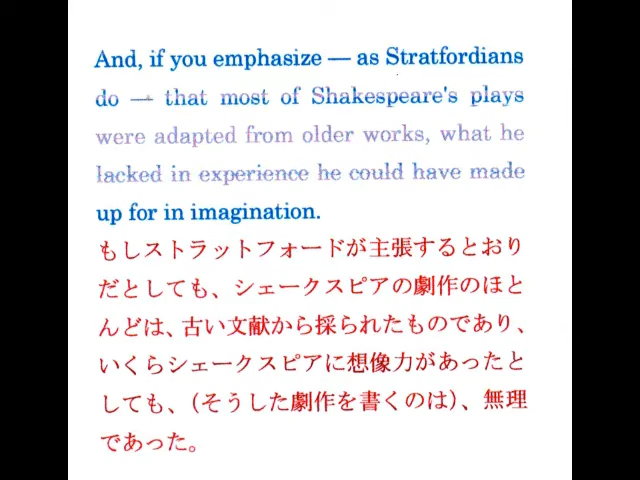 And, if you emphasize — as Stratfordians
do — that most of Shakespeare's plays
were adapted from older works, what he
lacked in experience he could have made
up for in imagination.
もしストラットフォードが主張するとおり
だとしても、シェークスピアの劇作のほと
んどは、古い文献から採られたものであり、
いくらシェークスピアに想像力があったと
しても、（そうした劇作を書くのは）、無理
であった。